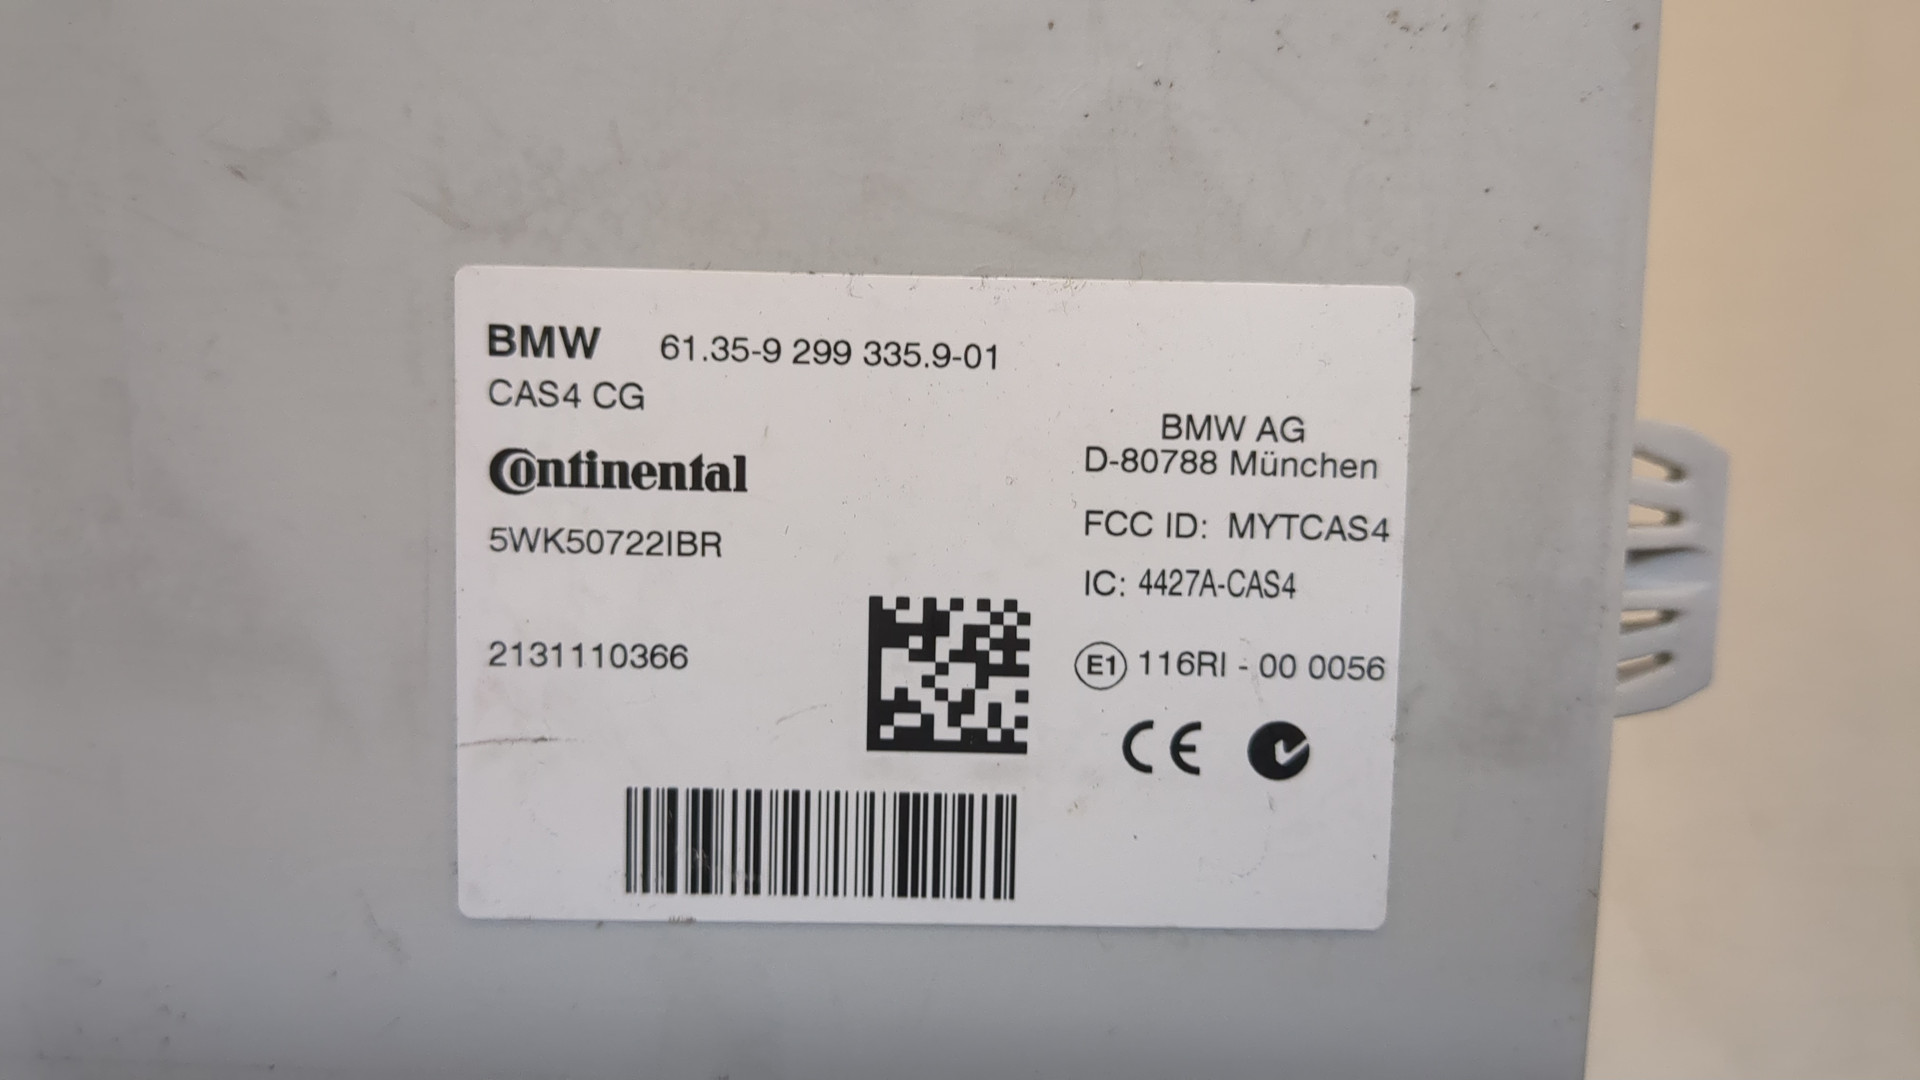 BMW 61.35-9 299 335.9-01
CAS4 CG
Continental
5WK50722IBR
2131110366
BMW AG
D-80788 München
FCC ID: MYTCAS4
IC: 4427A-CAS4
E1 116RI - 00 0056
CE